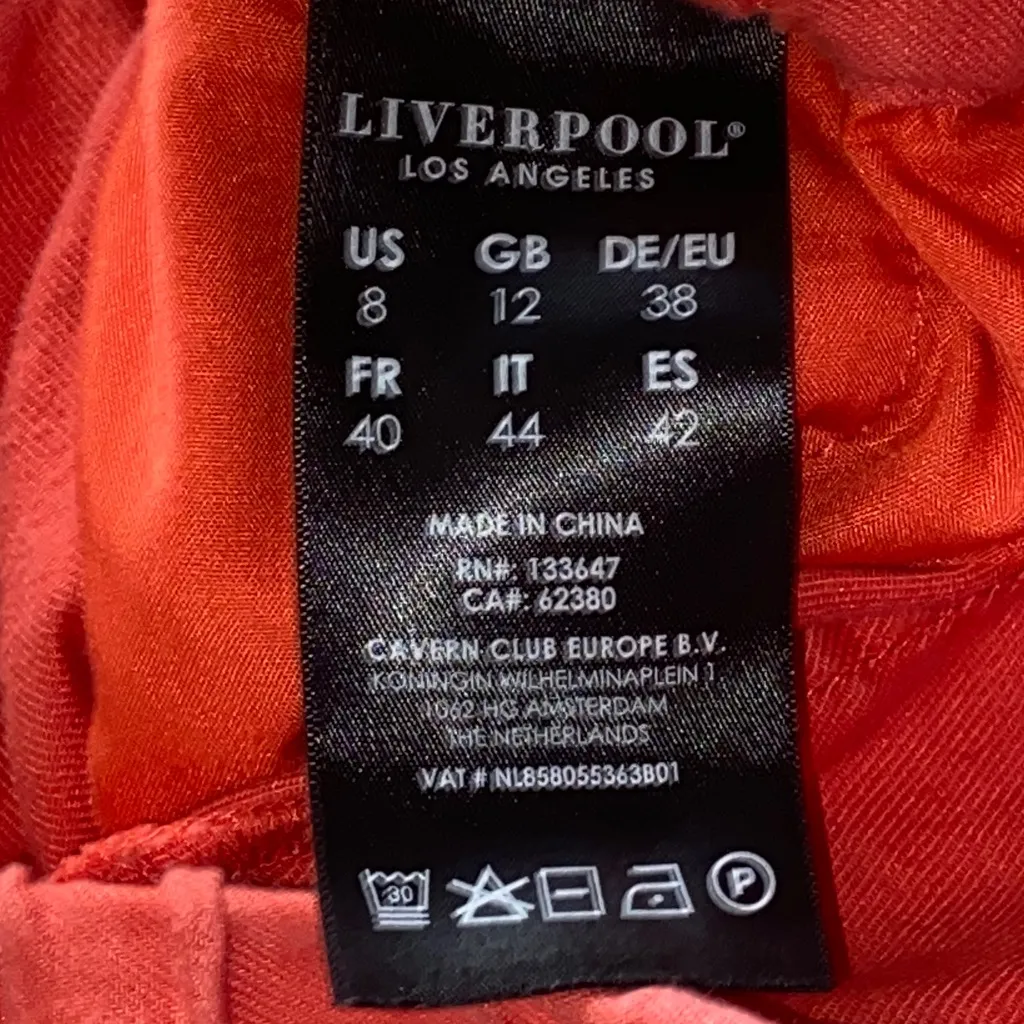 LIVERPOOL®
LOS ANGELES
US GB DE/EU
8 12 38
FR IT ES
40 44 42
MADE IN CHINA
RN#: 133647
CA#: 62380
CAVERN CLUB EUROPE B.V.
KONINGIN WILHELMINAPLEIN 1
1062 HG AMSTERDAM
THE NETHERLANDS
VAT # NL858055363B01
30 P